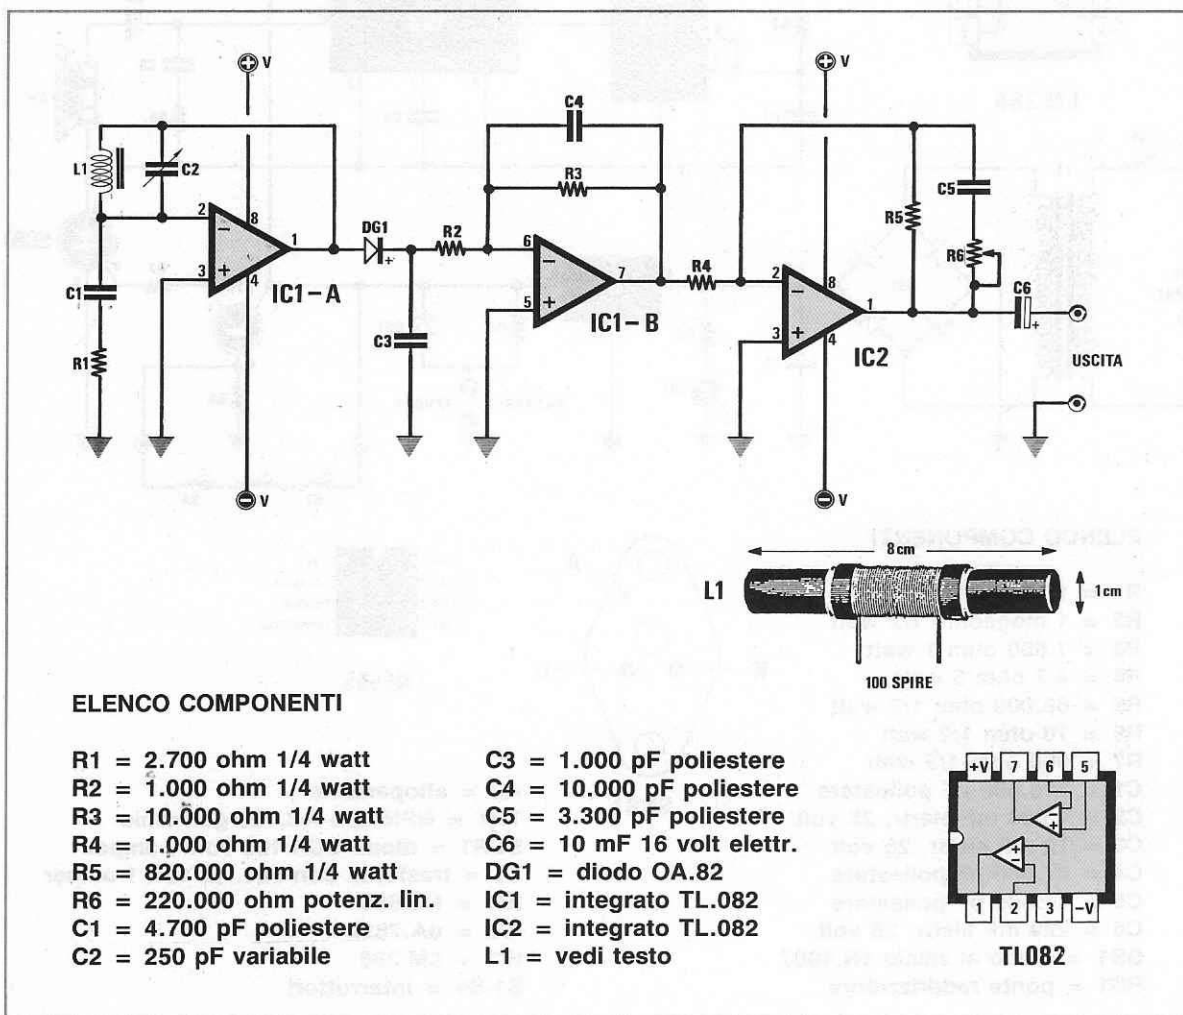 V
V
C4
L1
C2
R3
R5
C5
2
8
DG1
R2
6
1
7
R4
2
8
R6
3
4
IC1-A
5
IC1-B
1
C6
C1
C3
3
4
IC2
R1
USCITA
V
V
8 cm
L1
1 cm
100 SPIRE
ELENCO COMPONENTI
R1 = 2.700 ohm 1/4 watt
R2 = 1.000 ohm 1/4 watt
R3 = 10.000 ohm 1/4 watt
R4 = 1.000 ohm 1/4 watt
R5 = 820.000 ohm 1/4 watt
R6 = 220.000 ohm potenz. lin.
C1 = 4.700 pF poliestere
C2 = 250 pF variabile
C3 = 1.000 pF poliestere
C4 = 10.000 pF poliestere
C5 = 3.300 pF poliestere
C6 = 10 mF 16 volt elettr.
DG1 = diodo OA.82
IC1 = integrato TL.082
IC2 = integrato TL.082
L1 = vedi testo
+V 7 6 5
1 2 3 -V
TL082